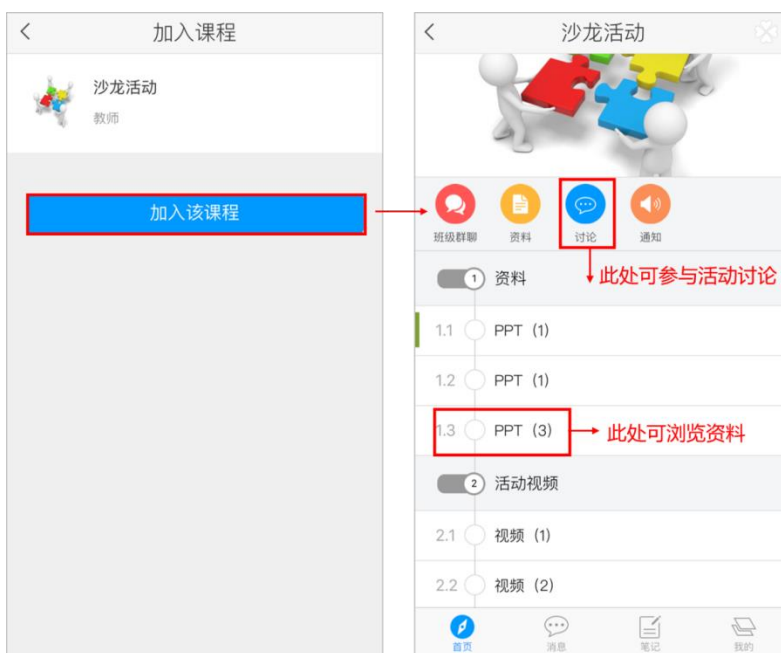 加入课程
沙龙活动
教师
加入该课程
沙龙活动
班级群聊 资料 讨论 通知
此处可参与活动讨论
1 资料
1.1 PPT (1)
1.2 PPT (1)
1.3 PPT (3)
此处可浏览资料
2 活动视频
2.1 视频 (1)
2.2 视频 (2)
首页 消息 笔记 我的